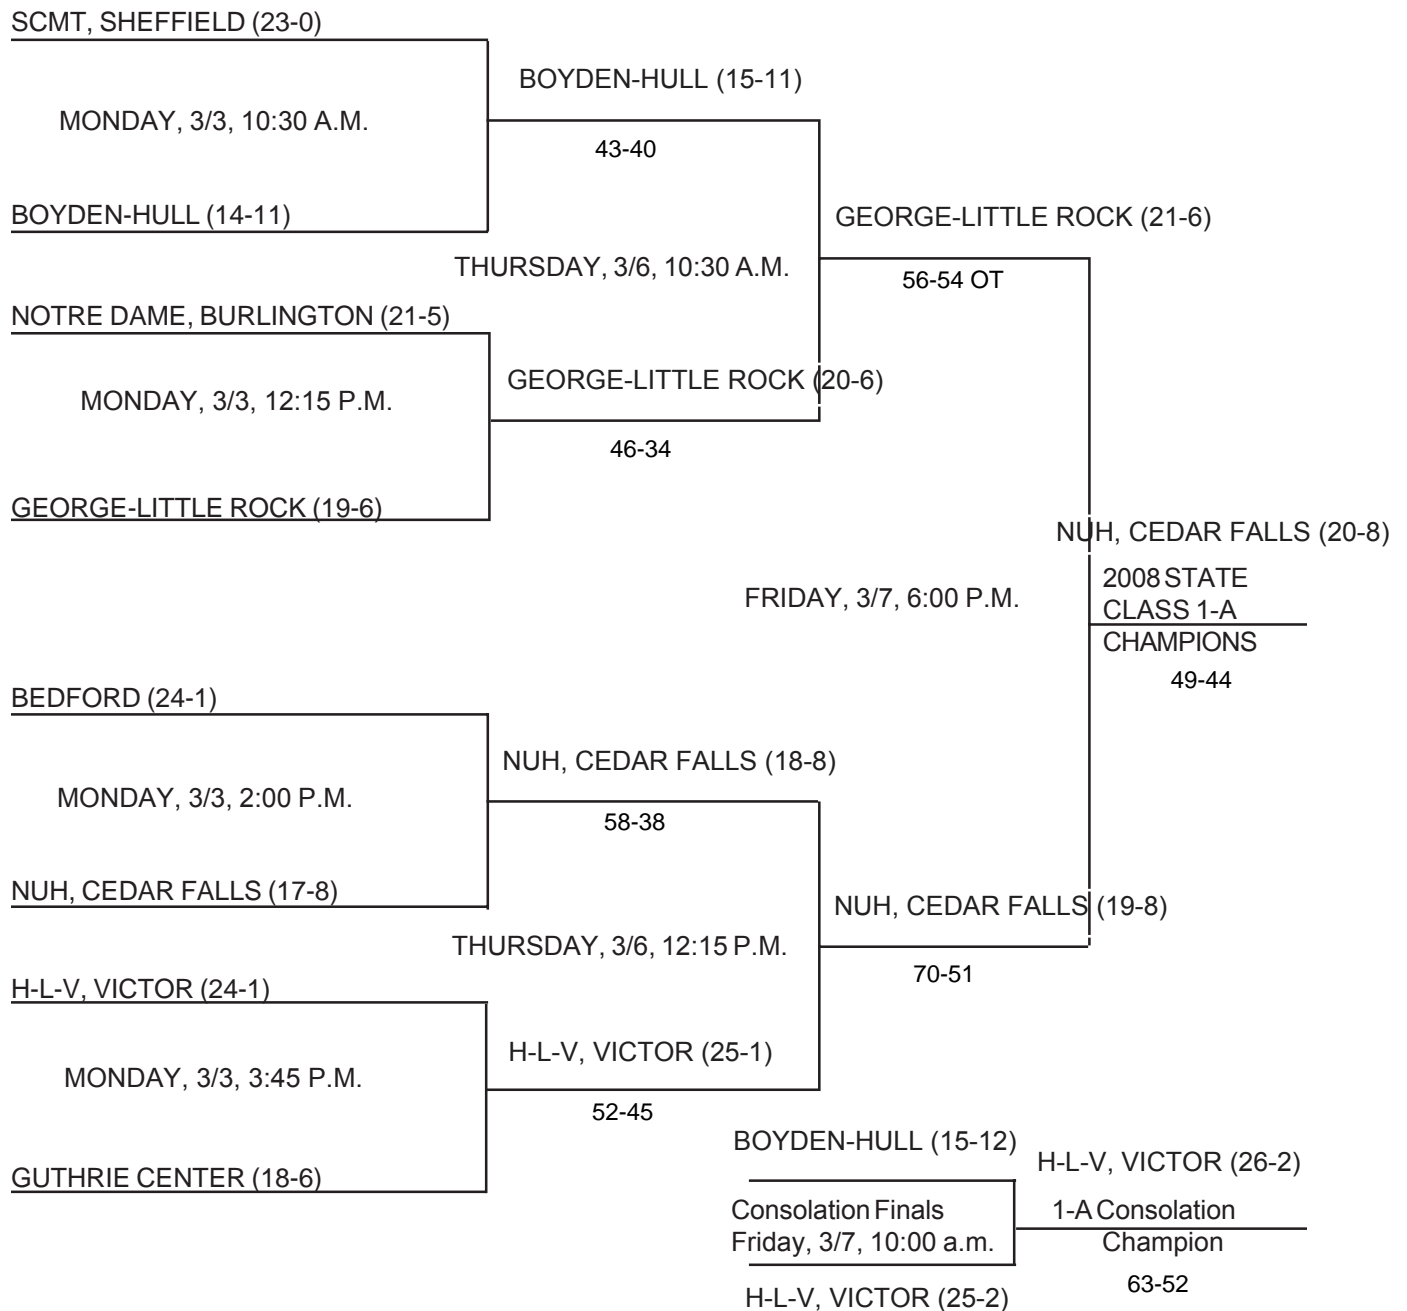 SCMT, SHEFFIELD (23-0)
BOYDEN-HULL (15-11)
MONDAY, 3/3, 10:30 A.M.
43-40
BOYDEN-HULL (14-11)
GEORGE-LITTLE ROCK (21-6)
THURSDAY, 3/6, 10:30 A.M.
56-54 OT
NOTRE DAME, BURLINGTON (21-5)
GEORGE-LITTLE ROCK (20-6)
MONDAY, 3/3, 12:15 P.M.
46-34
GEORGE-LITTLE ROCK (19-6)
NUH, CEDAR FALLS (20-8)
2008 STATE
FRIDAY, 3/7, 6:00 P.M.
CLASS 1-A
CHAMPIONS
49-44
BEDFORD (24-1)
NUH, CEDAR FALLS (18-8)
MONDAY, 3/3, 2:00 P.M.
58-38
NUH, CEDAR FALLS (17-8)
NUH, CEDAR FALLS (19-8)
THURSDAY, 3/6, 12:15 P.M.
70-51
H-L-V, VICTOR (24-1)
H-L-V, VICTOR (25-1)
MONDAY, 3/3, 3:45 P.M.
52-45
GUTHRIE CENTER (18-6)
BOYDEN-HULL (15-12)
H-L-V, VICTOR (26-2)
Consolation Finals
Friday, 3/7, 10:00 a.m.
1-A Consolation
Champion
63-52
H-L-V, VICTOR (25-2)